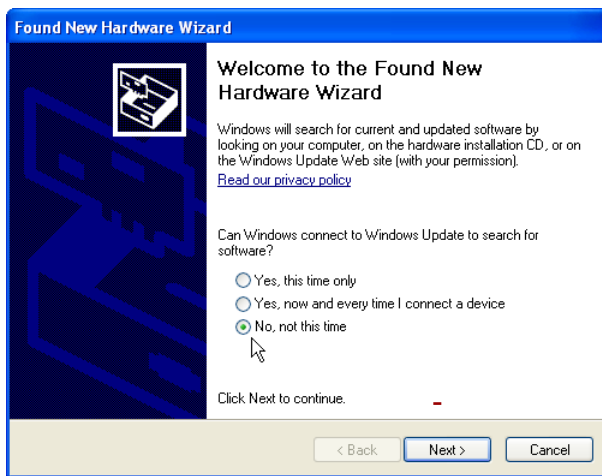 Found New Hardware Wizard
Welcome to the Found New
Hardware Wizard
Windows will search for current and updated software by
looking on your computer, on the hardware installation CD, or on
the Windows Update Web site (with your permission).
Read our privacy policy
Can Windows connect to Windows Update to search for
software?
Yes, this time only
Yes, now and every time I connect a device
No, not this time
Click Next to continue.
< Back Next > Cancel